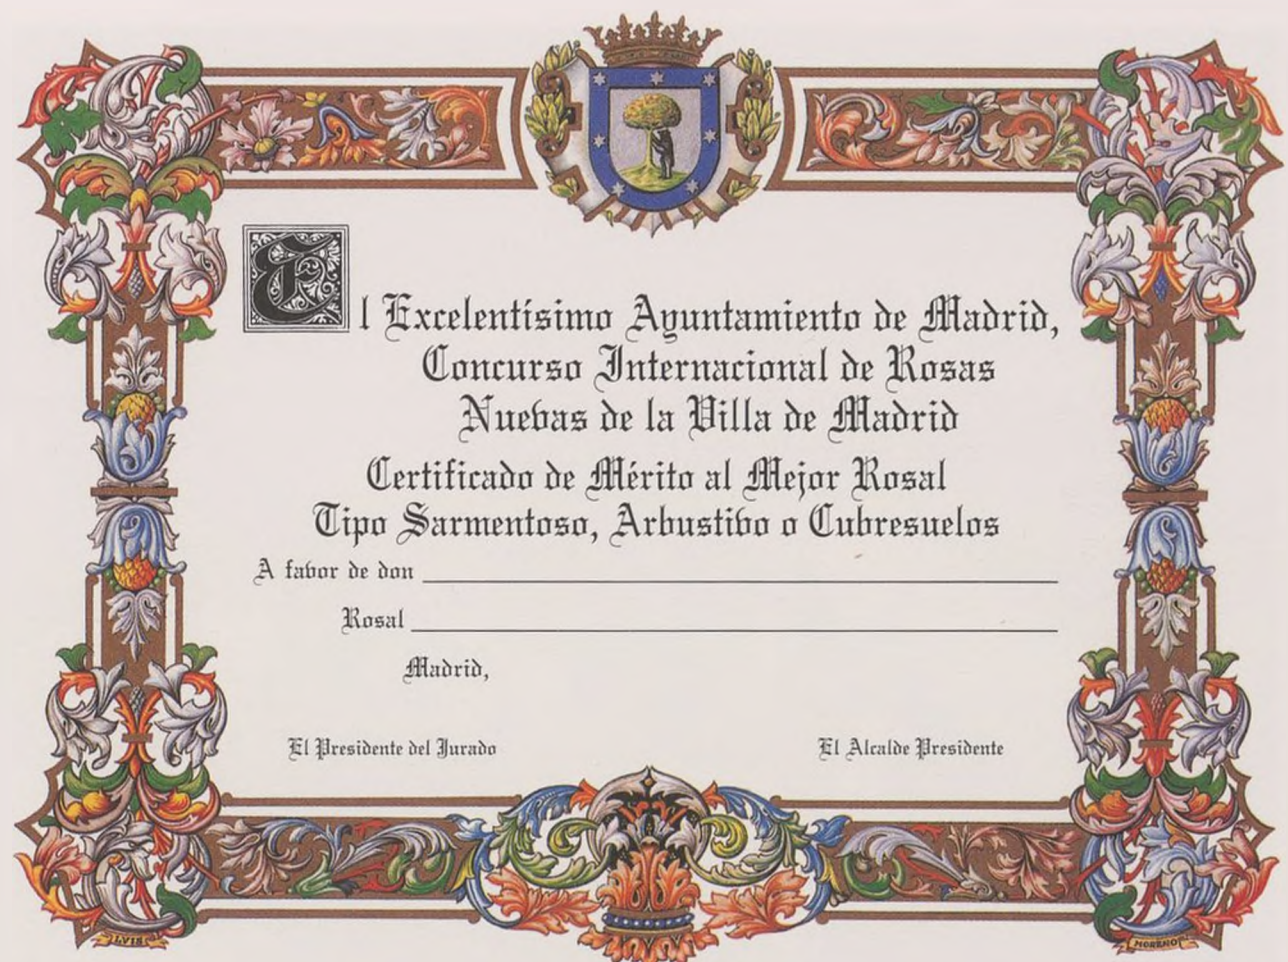 El Excelentísimo Ayuntamiento de Madrid,
Concurso Internacional de Rosas
Nuevas de la Villa de Madrid
Certificado de Mérito al Mejor Rosal
Tipo Sarmentoso, Arbustivo o Cubresuelos
A favor de don
Rosal
Madrid,
El Presidente del Jurado
El Alcalde Presidente
LVIS
MORENO